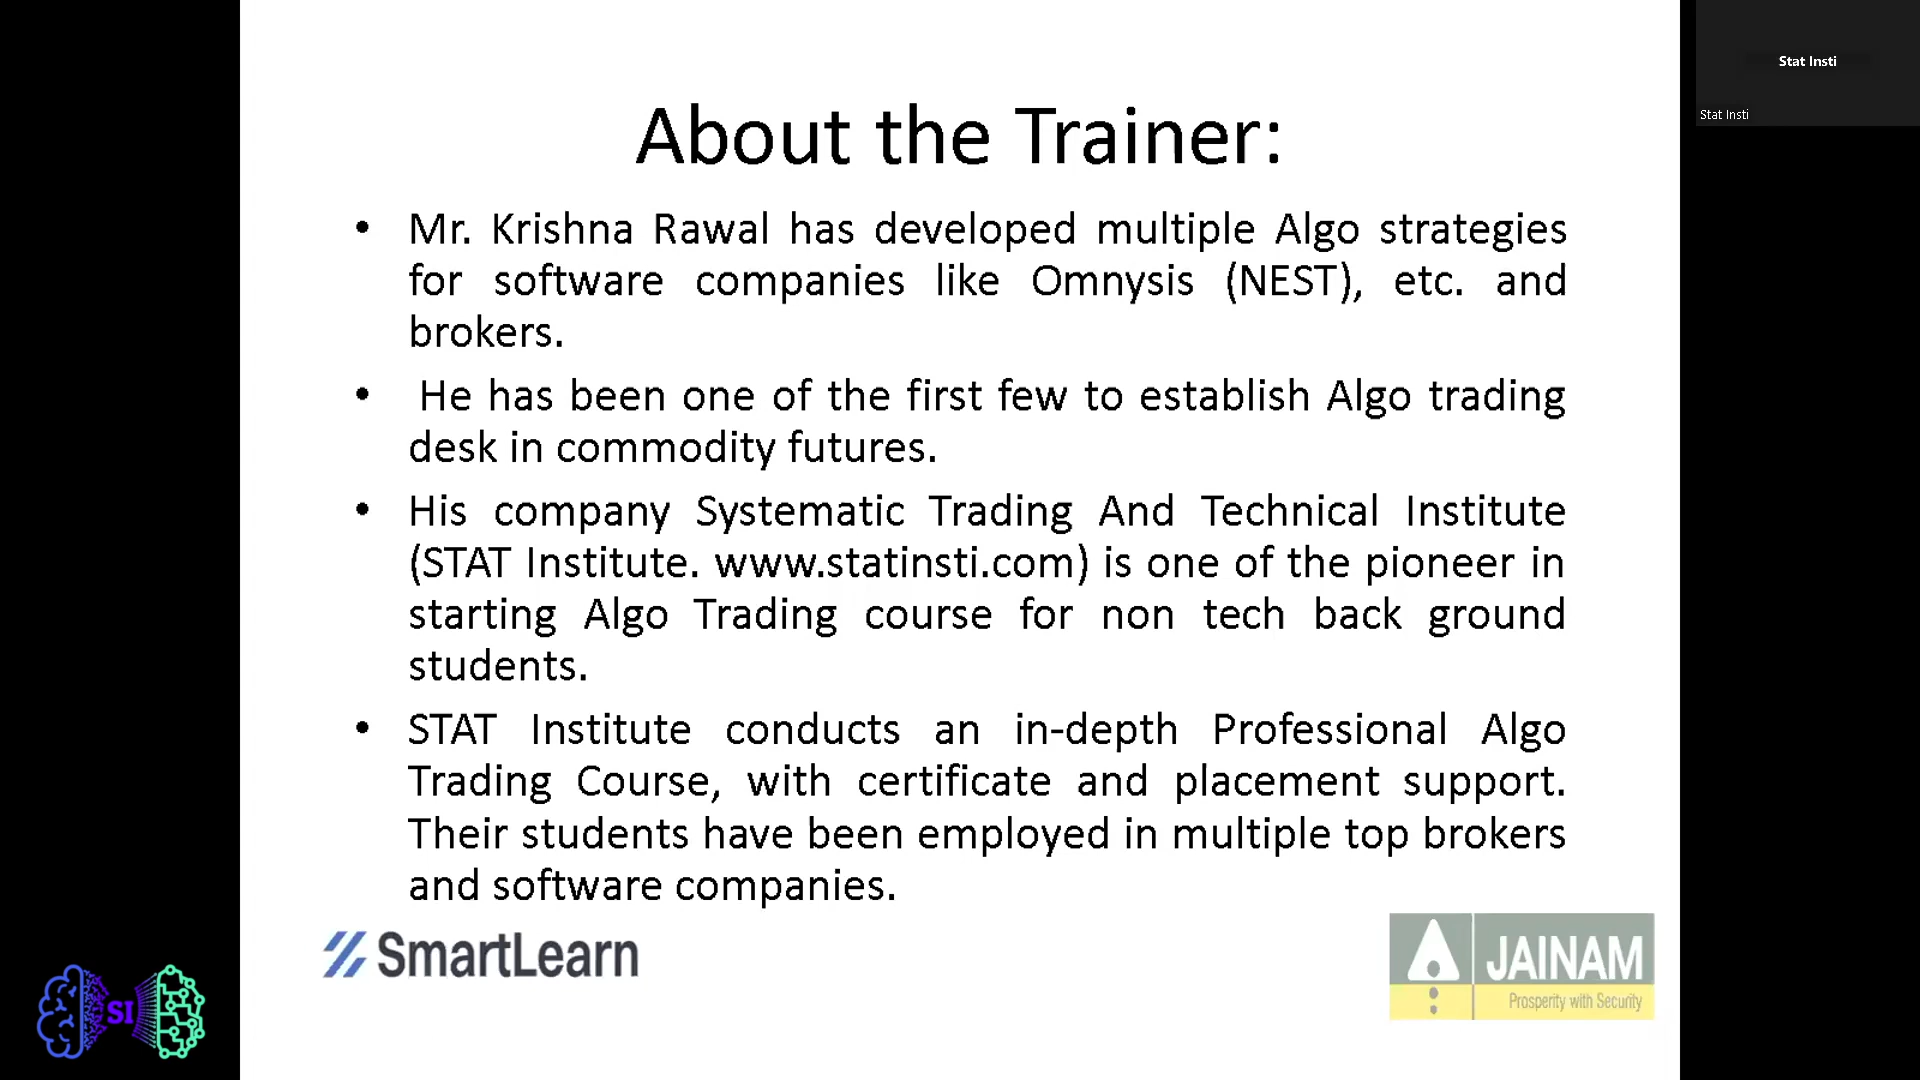 Stat Insti
Stat Insti
About the Trainer:
• Mr. Krishna Rawal has developed multiple Algo strategies
for software companies like Omnysis (NEST), etc. and
brokers.
• He has been one of the first few to establish Algo trading
desk in commodity futures.
• His company Systematic Trading And Technical Institute
(STAT Institute. www.statinsti.com) is one of the pioneer in
starting Algo Trading course for non tech back ground
students.
• STAT Institute conducts an in-depth Professional Algo
Trading Course, with certificate and placement support.
Their students have been employed in multiple top brokers
and software companies.
SmartLearn
JAINAM
Prosperity with Security
SI